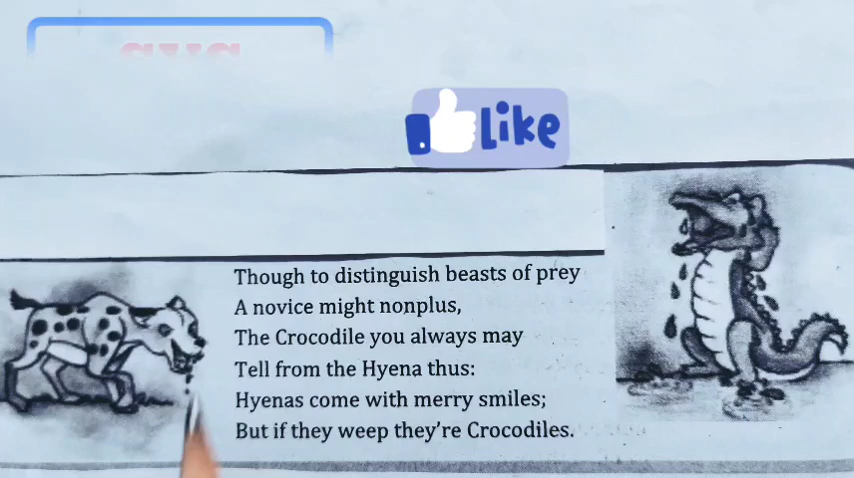 Like
Though to distinguish beasts of prey
A novice might nonplus,
The Crocodile you always may
Tell from the Hyena thus:
Hyenas come with merry smiles;
But if they weep they're Crocodiles.